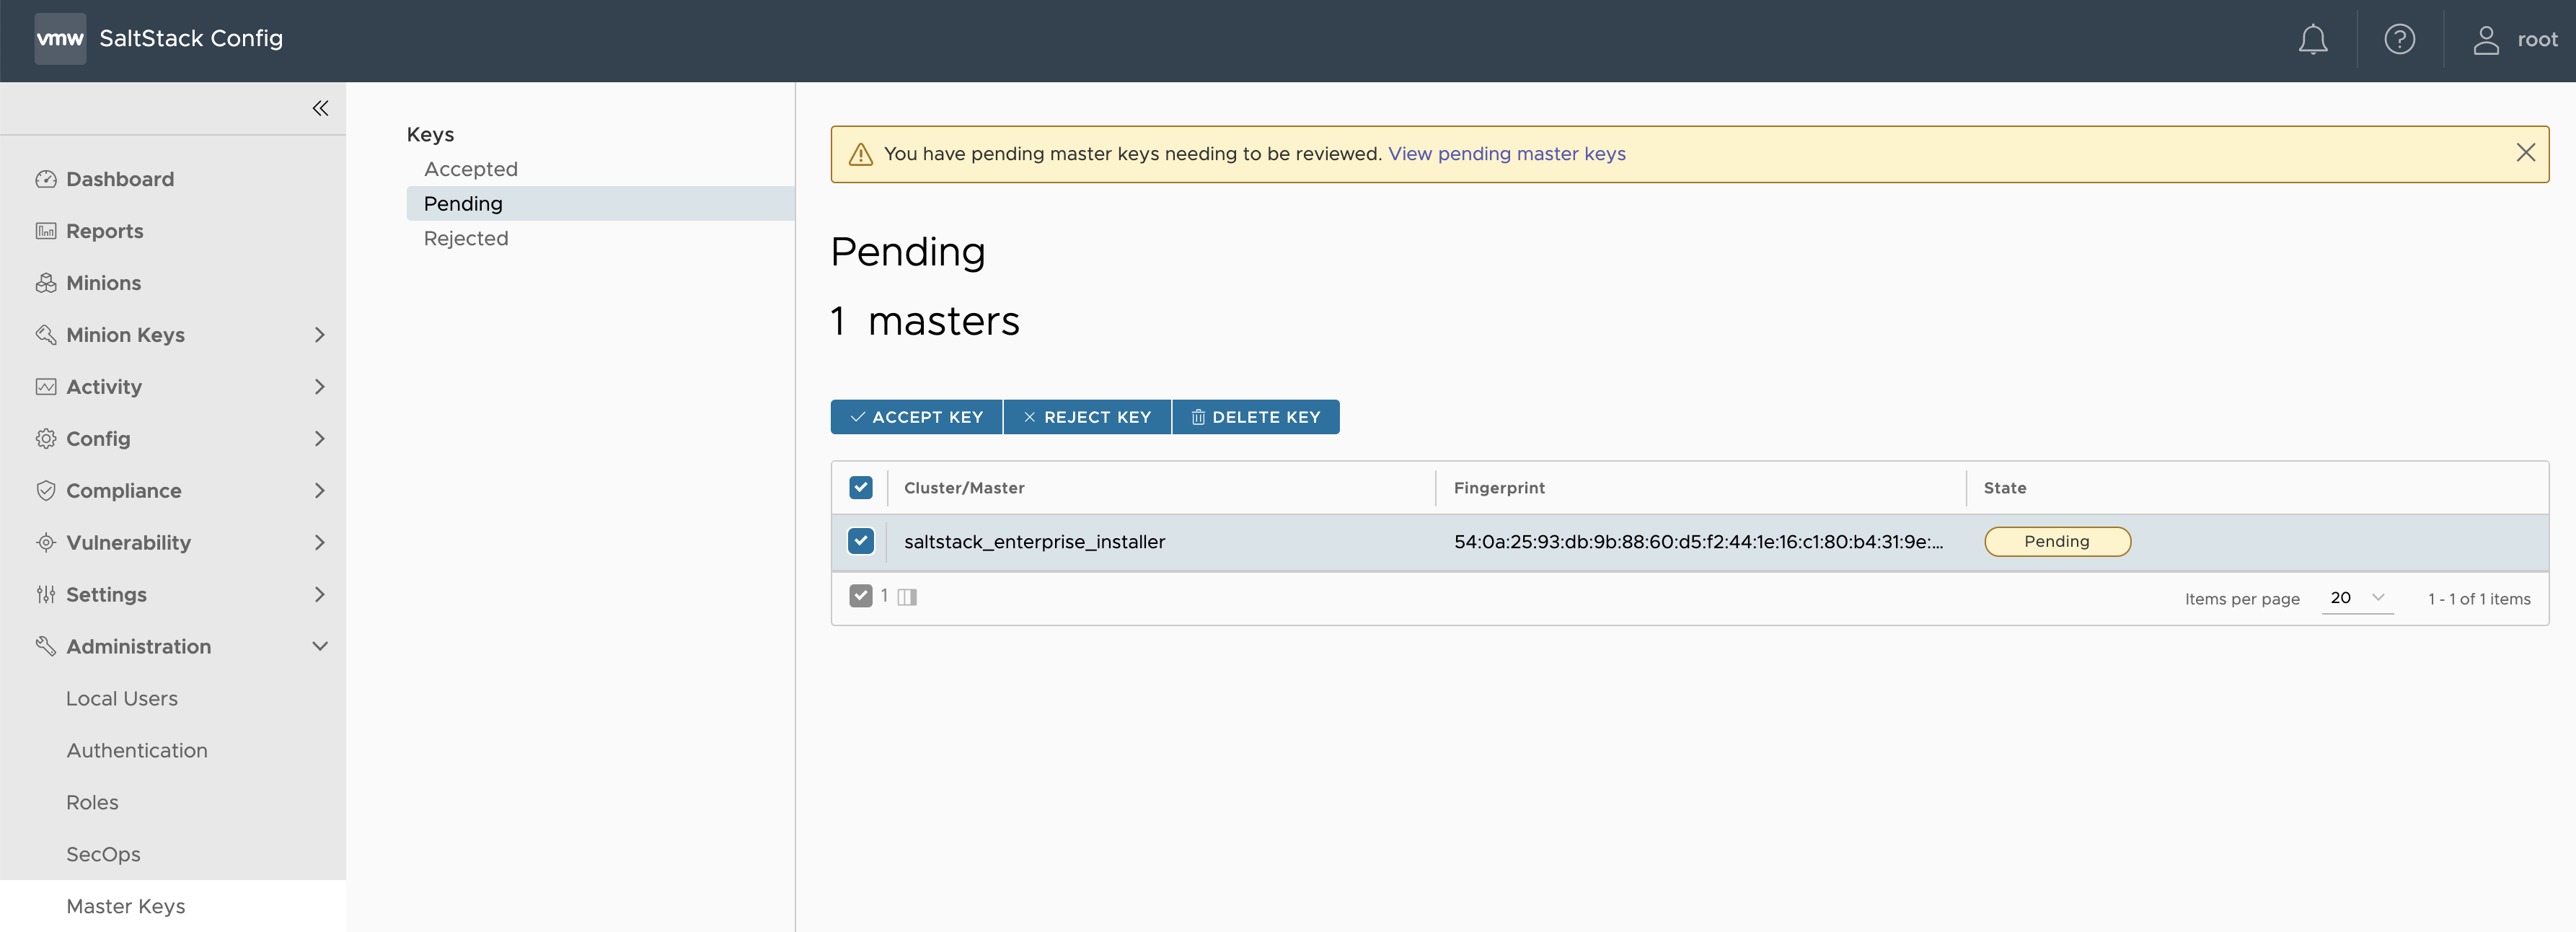 vmw SaltStack Config
root
Dashboard
Reports
Minions
Minion Keys
Activity
Config
Compliance
Vulnerability
Settings
Administration
Local Users
Authentication
Roles
SecOps
Master Keys
Keys
Accepted
Pending
Rejected
You have pending master keys needing to be reviewed. View pending master keys
Pending
1 masters
ACCEPT KEY REJECT KEY DELETE KEY
Cluster/Master Fingerprint State
saltstack_enterprise_installer 54:0a:25:93:db:9b:88:60:d5:f2:44:1e:16:c1:80:b4:31:9e:... Pending
1 Items per page 20 1 - 1 of 1 items